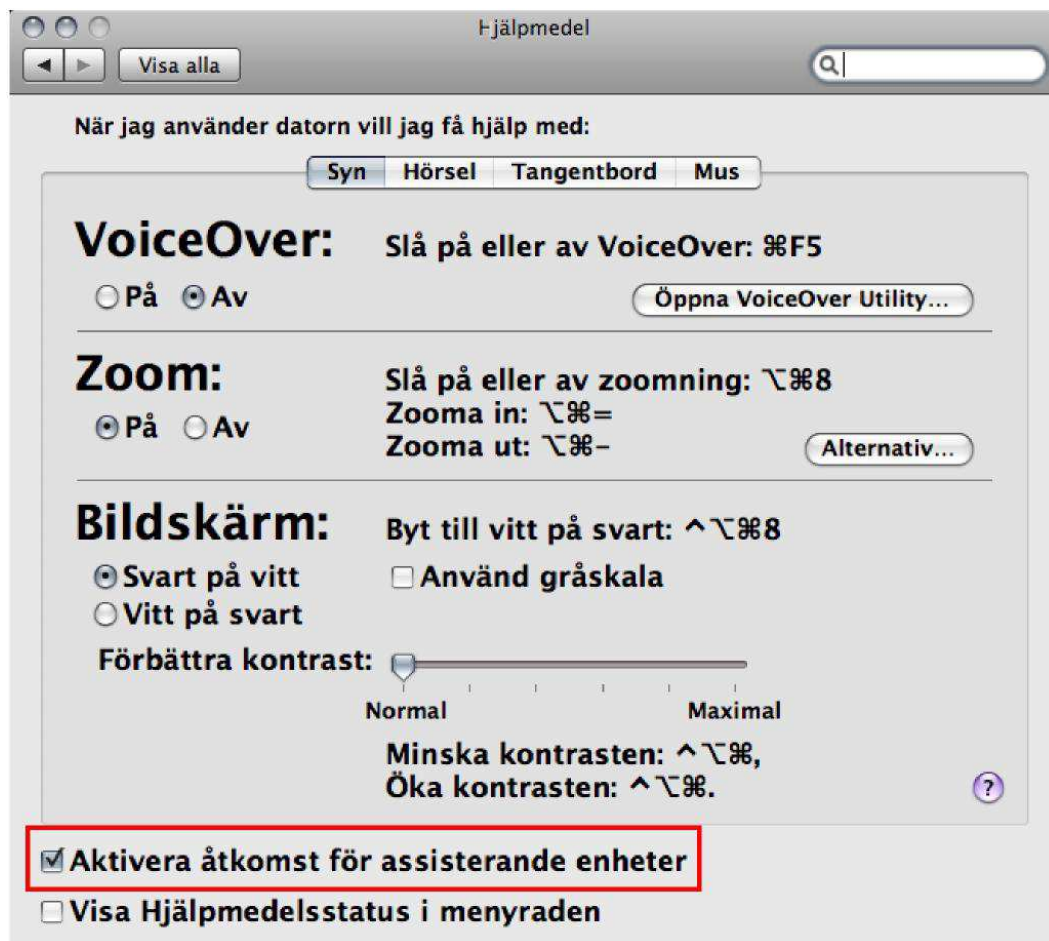 Hjälpmedel
Visa alla
När jag använder datorn vill jag få hjälp med:
Syn Hörsel Tangentbord Mus
VoiceOver: Slå på eller av VoiceOver: ⌘F5
På Av Öppna VoiceOver Utility...
Zoom: Slå på eller av zoomning: ⌥⌘8
På Av Zooma in: ⌥⌘=
Zooma ut: ⌥⌘- Alternativ...
Bildskärm: Byt till vitt på svart: ^⌥⌘8
Svart på vitt Använd gråskala
Vitt på svart
Förbättra kontrast:
Normal Maximal
Minska kontrasten: ^⌥⌘,
Öka kontrasten: ^⌥⌘.
?
Aktivera åtkomst för assisterande enheter
Visa Hjälpmedelsstatus i menyraden